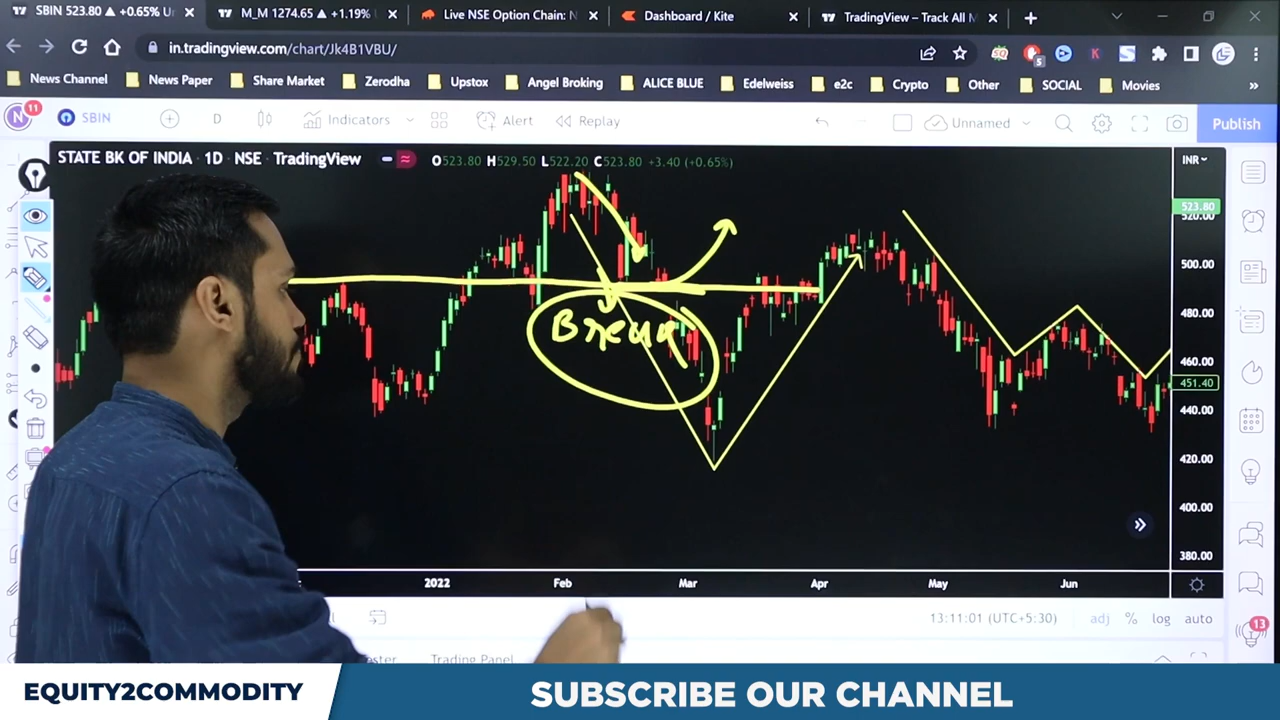 SBIN 523.80 ▲ +0.65% Un
M_M 1274.65 ▲ +1.19%
Live NSE Option Chain: N
Dashboard / Kite
TradingView – Track All M
in.tradingview.com/chart/Jk4B1VBU/
5
K
News Channel
News Paper
Share Market
Zerodha
Upstox
Angel Broking
ALICE BLUE
Edelweiss
e2c
Crypto
Other
SOCIAL
Movies
N
11
SBIN
D
Indicators
Alert
Replay
Unnamed
Publish
STATE BK OF INDIA · 1D · NSE TradingView
O523.80 H529.50 L522.20 C523.80 +3.40 (+0.65%)
INR
523.80
520.00
500.00
480.00
460.00
451.40
440.00
420.00
400.00
380.00
Break
2022
Feb
Mar
Apr
May
Jun
13:11:01 (UTC+5:30)
adj
%
log
auto
13
Trading Panel
EQUITY2COMMODITY
SUBSCRIBE OUR CHANNEL